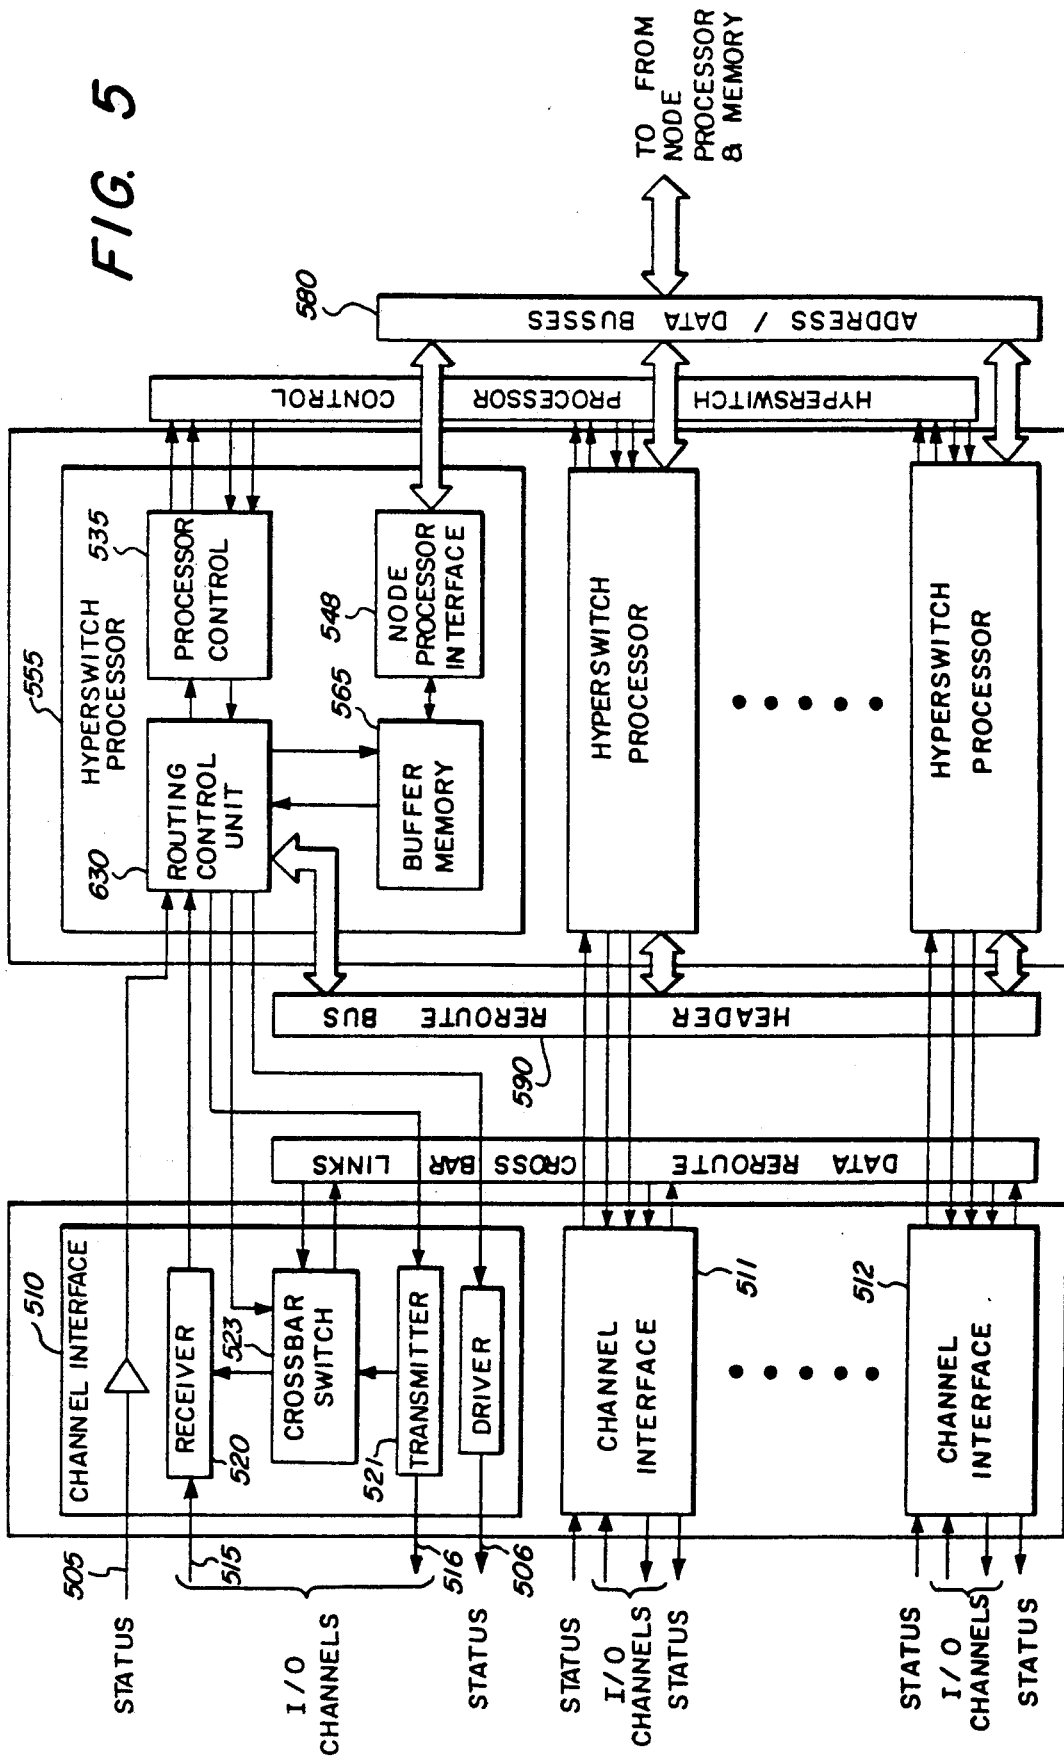 FIG. 5
STATUS
505
515
I/O
CHANNELS
516
506
STATUS
510
CHANNEL INTERFACE
RECEIVER
520
523
CROSSBAR
SWITCH
521
TRANSMITTER
DRIVER
STATUS
I/O
CHANNELS
STATUS
CHANNEL
INTERFACE
511
STATUS
I/O
CHANNELS
STATUS
512
CHANNEL
INTERFACE
DATA REROUTE CROSS BAR LINKS
HEADER REROUTE BUS
590
555
HYPERSWITCH
PROCESSOR
630
ROUTING
CONTROL
UNIT
535
PROCESSOR
CONTROL
565
BUFFER
MEMORY
548
NODE
PROCESSOR
INTERFACE
HYPERSWITCH
PROCESSOR
HYPERSWITCH
PROCESSOR
HYPERSWITCH PROCESSOR CONTROL
580
ADDRESS / DATA BUSSES
TO FROM
NODE
PROCESSOR
& MEMORY